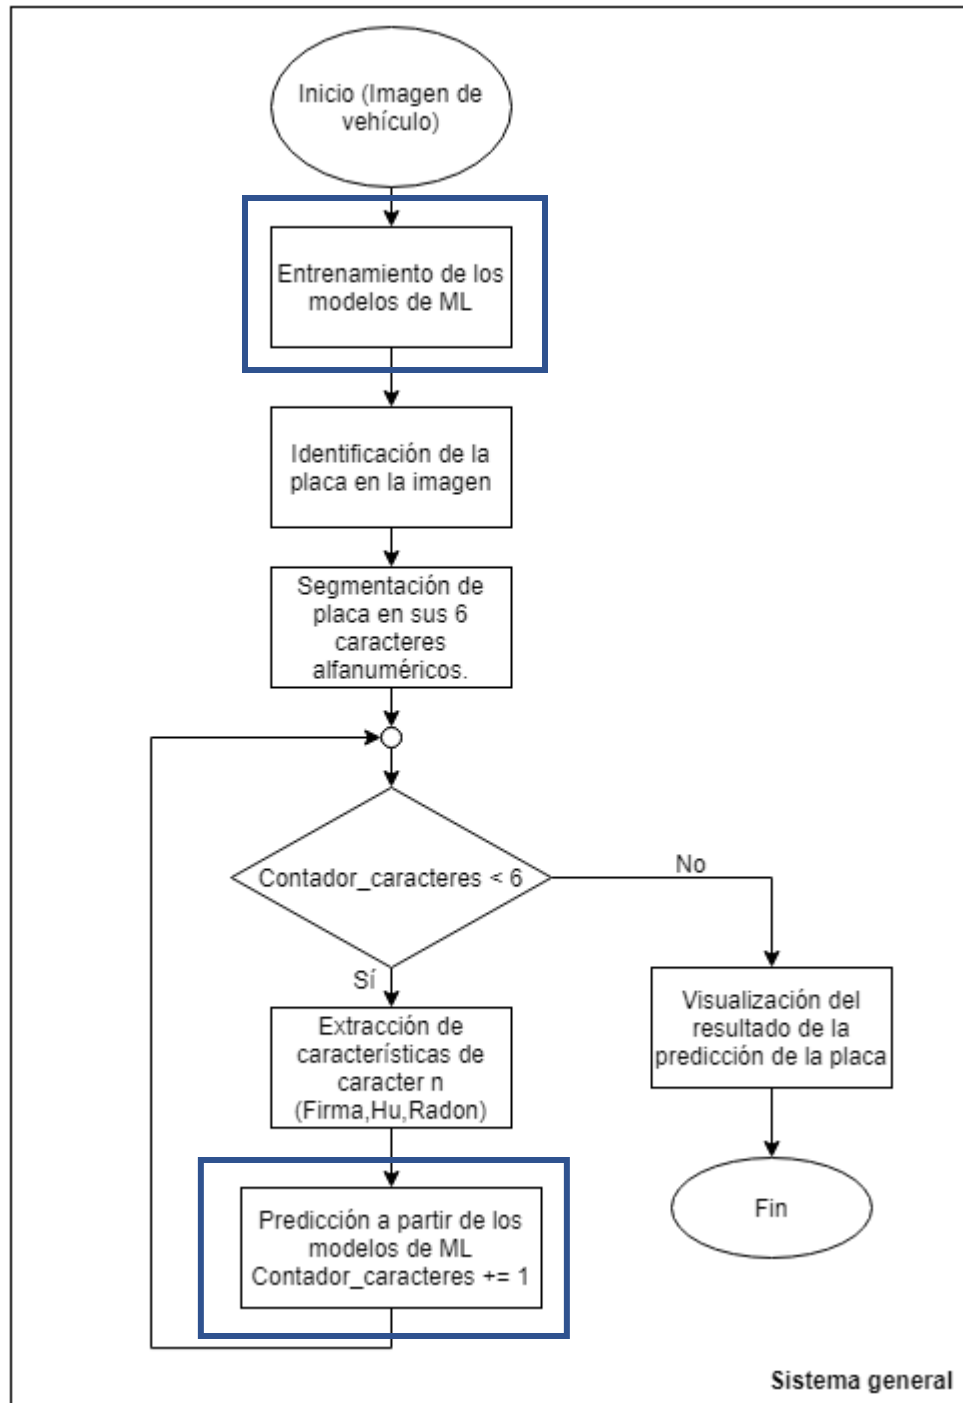 Inicio (Imagen de
vehículo)
Entrenamiento de los
modelos de ML
Identificación de la
placa en la imagen
Segmentación de
placa en sus 6
caracteres
alfanuméricos.
Contador_caracteres < 6
No
Sí
Extracción de
características de
caracter n
(Firma,Hu,Radon)
Visualización del
resultado de la
predicción de la placa
Predicción a partir de los
modelos de ML
Contador_caracteres += 1
Fin
Sistema general